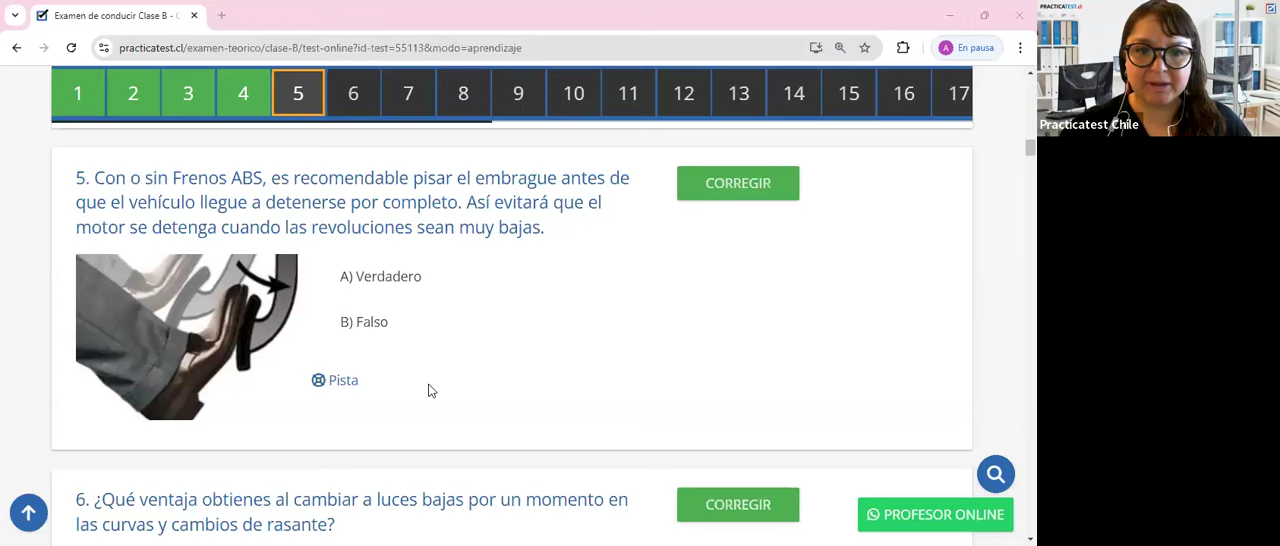 Examen de conducir Clase B - C
practicatest.cl/examen-teorico/clase-B/test-online?id-test=55113&modo=aprendizaje
A En pausa
1 2 3 4 5 6 7 8 9 10 11 12 13 14 15 16 17
5. Con o sin Frenos ABS, es recomendable pisar el embrague antes de
que el vehículo llegue a detenerse por completo. Así evitará que el
motor se detenga cuando las revoluciones sean muy bajas.
CORREGIR
A) Verdadero
B) Falso
Pista
6. ¿Qué ventaja obtienes al cambiar a luces bajas por un momento en
las curvas y cambios de rasante?
CORREGIR
PROFESOR ONLINE
PRACTICATEST.cl
Practicatest Chile